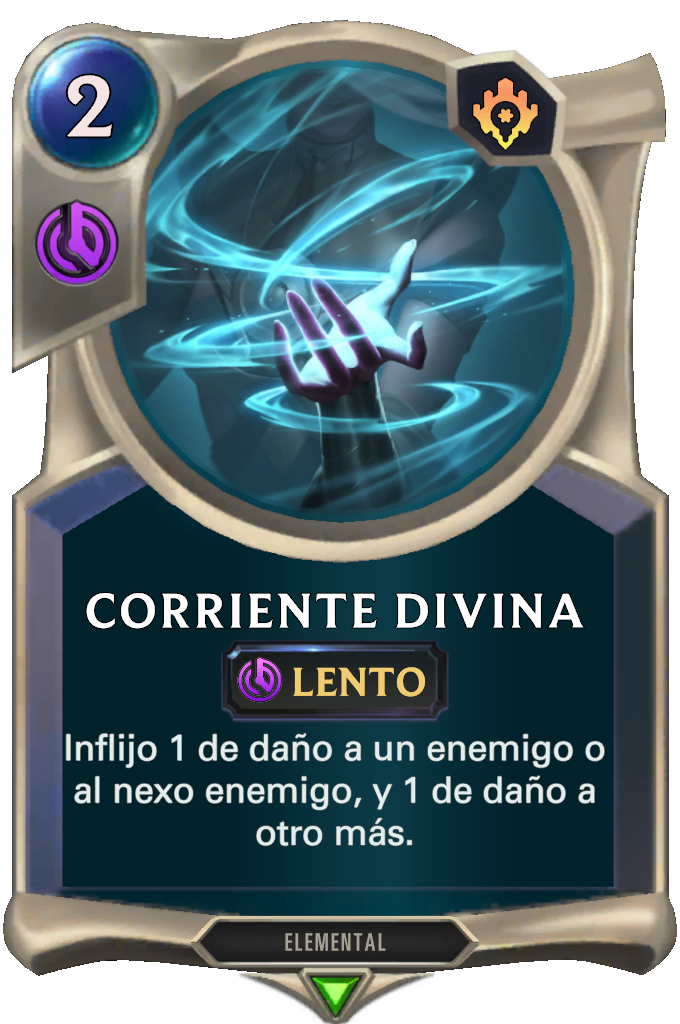 2
CORRIENTE DIVINA
LENTO
Inflijo 1 de daño a un enemigo o
al nexo enemigo, y 1 de daño a
otro más.
ELEMENTAL